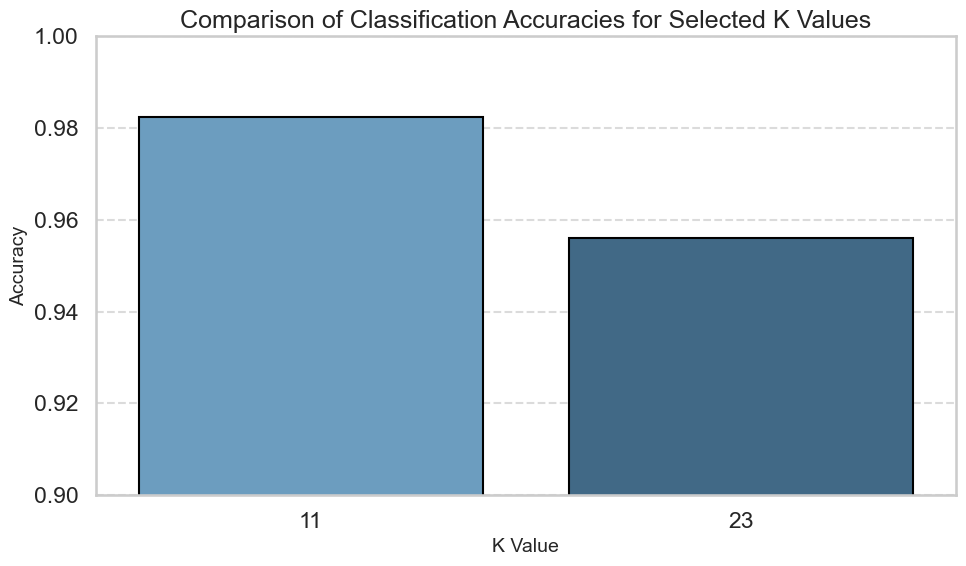 Comparison of Classification Accuracies for Selected K Values
1.00
0.98
0.96
0.94
0.92
0.90
Accuracy
11 23
K Value